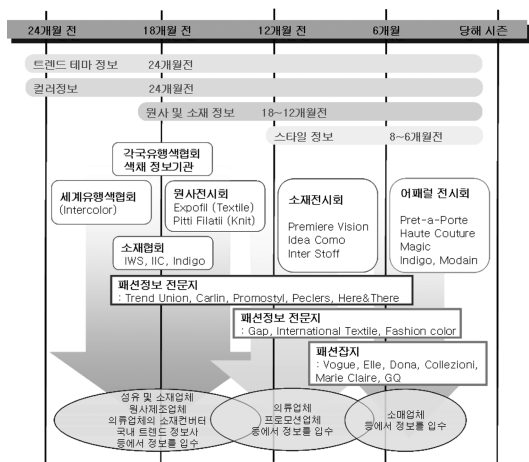 24개월 전 18개월 전 12개월 전 6개월 당해 시즌
트렌드 테마 정보 24개월전
컬러정보 24개월전
원사 및 소재 정보 18~12개월전
스타일 정보 8~6개월전
각국유행색협회
색채 정보기관
세계유행색협회
(Intercolor)
원사전시회
Expofil (Textile)
Pitti Filatii (Knit)
소재전시회
Premiere Vision
Idea Como
Inter Stoff
어패럴 전시회
Pret-a-Porte
Haute Couture
Magic
Indigo, Modain
소재협회
IWS, IIC, Indigo
패션정보 전문지
: Trend Union, Carlin, Promostyl, Peclers, Here&There
패션정보 전문지
: Gap, International Textile, Fashion color
패션잡지
: Vogue, Elle, Dona, Collezioni,
Marie Claire, GQ
섬유 및 소재업체
원사제조업체
의류업체의 소재컨버터
국내 트렌드 정보사
등에서 정보를 입수
의류업체
프로모션업체
등에서 정보를 입수
소매업체
등에서 정보를 입수